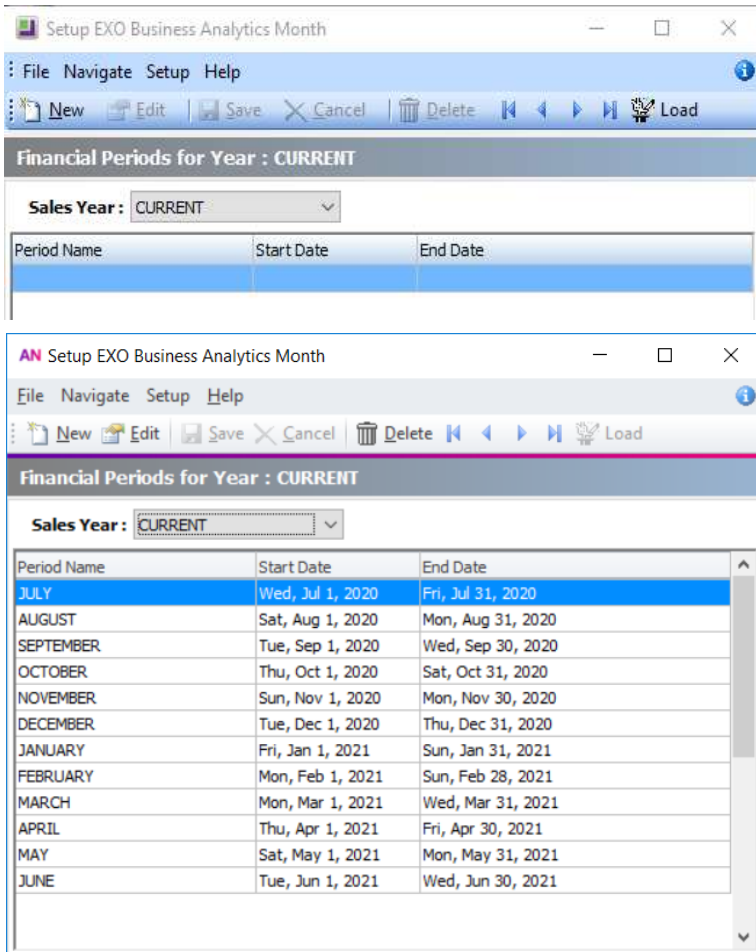 Setup EXO Business Analytics Month
File Navigate Setup Help
New Edit Save Cancel Delete Load
Financial Periods for Year : CURRENT
Sales Year : CURRENT
Period Name Start Date End Date
AN Setup EXO Business Analytics Month
File Navigate Setup Help
New Edit Save Cancel Delete Load
Financial Periods for Year : CURRENT
Sales Year : CURRENT
Period Name Start Date End Date
JULY Wed, Jul 1, 2020 Fri, Jul 31, 2020
AUGUST Sat, Aug 1, 2020 Mon, Aug 31, 2020
SEPTEMBER Tue, Sep 1, 2020 Wed, Sep 30, 2020
OCTOBER Thu, Oct 1, 2020 Sat, Oct 31, 2020
NOVEMBER Sun, Nov 1, 2020 Mon, Nov 30, 2020
DECEMBER Tue, Dec 1, 2020 Thu, Dec 31, 2020
JANUARY Fri, Jan 1, 2021 Sun, Jan 31, 2021
FEBRUARY Mon, Feb 1, 2021 Sun, Feb 28, 2021
MARCH Mon, Mar 1, 2021 Wed, Mar 31, 2021
APRIL Thu, Apr 1, 2021 Fri, Apr 30, 2021
MAY Sat, May 1, 2021 Mon, May 31, 2021
JUNE Tue, Jun 1, 2021 Wed, Jun 30, 2021